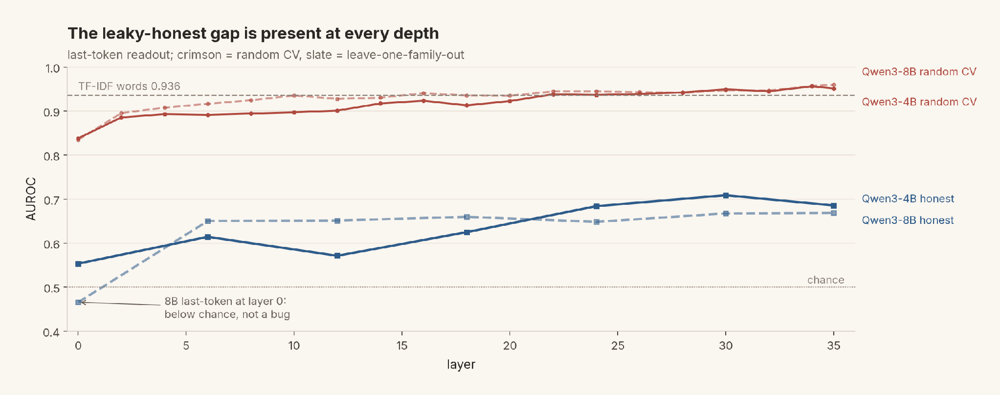 The leaky-honest gap is present at every depth
last-token readout; crimson = random CV, slate = leave-one-family-out
1.0
0.9
0.8
0.7
0.6
0.5
0.4
AUROC
TF-IDF words 0.936
Qwen3-8B random CV
Qwen3-4B random CV
Qwen3-4B honest
Qwen3-8B honest
chance
8B last-token at layer 0:
below chance, not a bug
0 5 10 15 20 25 30 35
layer